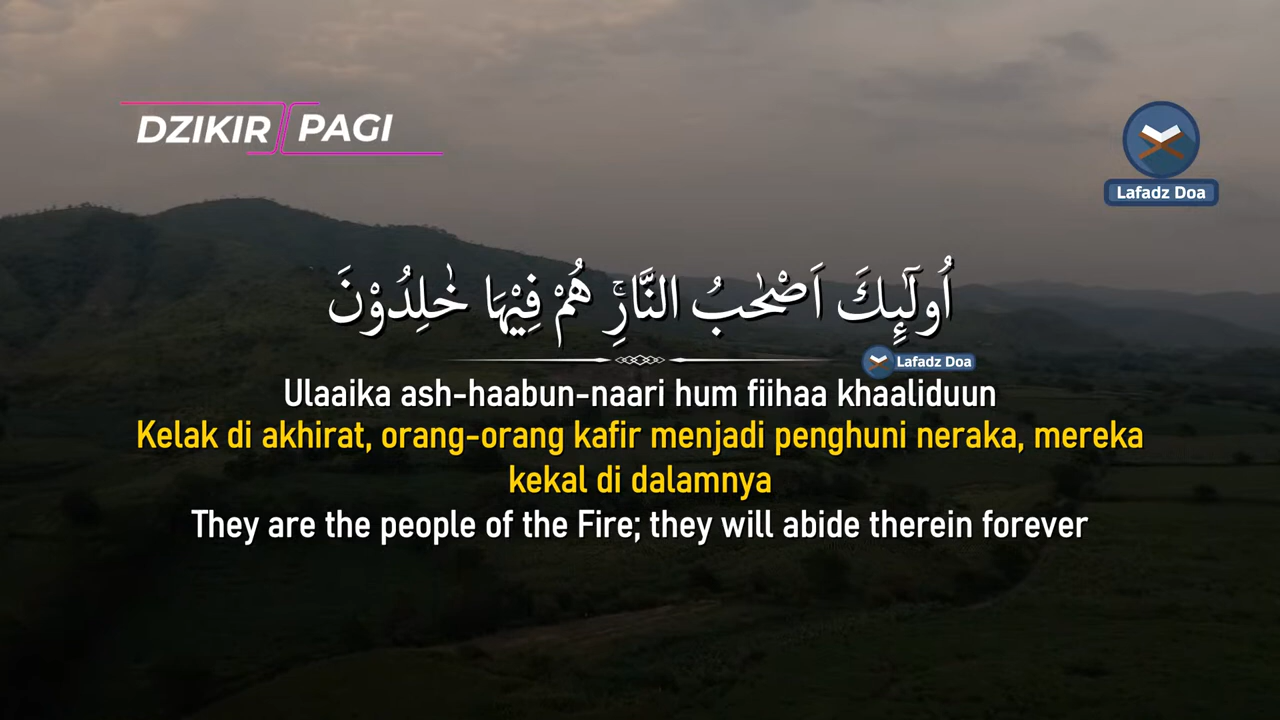 DZIKIR PAGI
Lafadz Doa
اُولٰۤىِٕكَ اَصْحٰبُ النَّارِۚ هُمْ فِيْهَا خٰلِدُوْنَ
Lafadz Doa
Ulaaika ash-haabun-naari hum fiihaa khaaliduun
Kelak di akhirat, orang-orang kafir menjadi penghuni neraka, mereka
kekal di dalamnya
They are the people of the Fire; they will abide therein forever